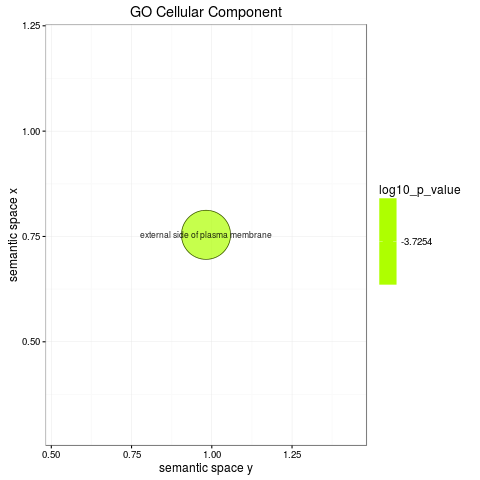 GO Cellular Component
1.25
1.00
0.75
0.50
semantic space x
external side of plasma membrane
0.50 0.75 1.00 1.25
semantic space y
log10_p_value
-3.7254